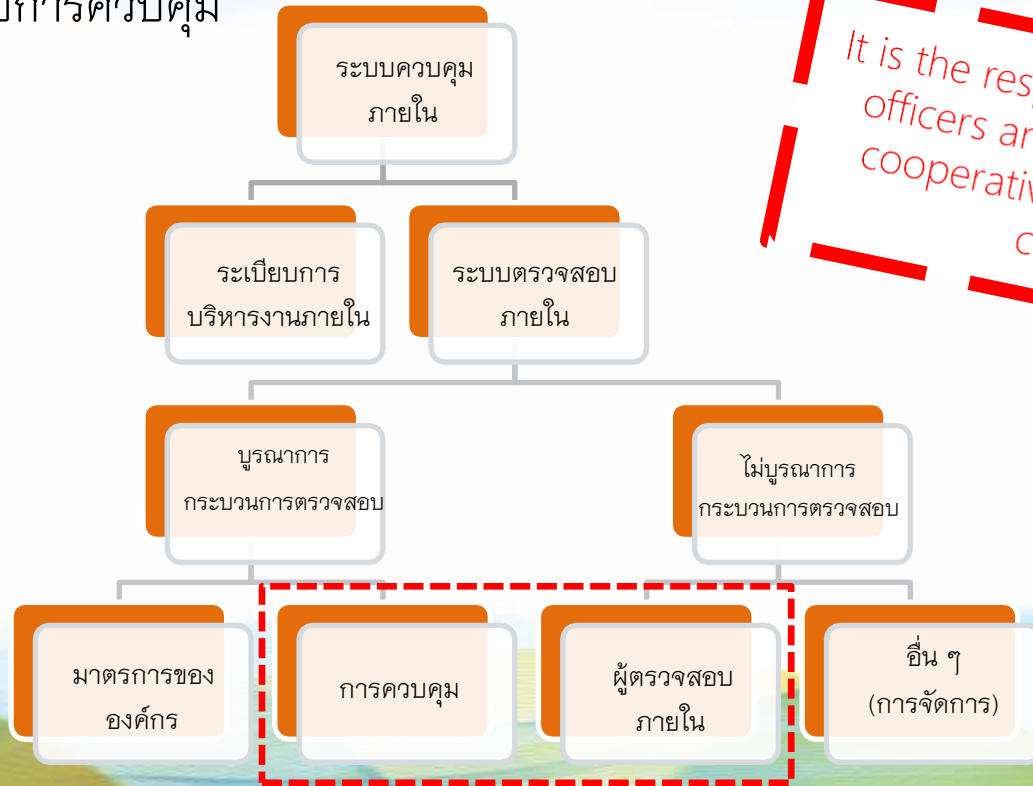 ระบบควบคุม
ภายใน
It is the
officers
ระเบียบการ
บริหารงานภายใน
ระบบตรวจสอบ
ภายใน
บูรณาการ
กระบวนการตรวจสอบ
ไม่บูรณาการ
กระบวนการตรวจสอบ
มาตรการของ
องค์กร
การควบคุม
ผู้ตรวจสอบ
ภายใน
อื่น ๆ
(การจัดการ)